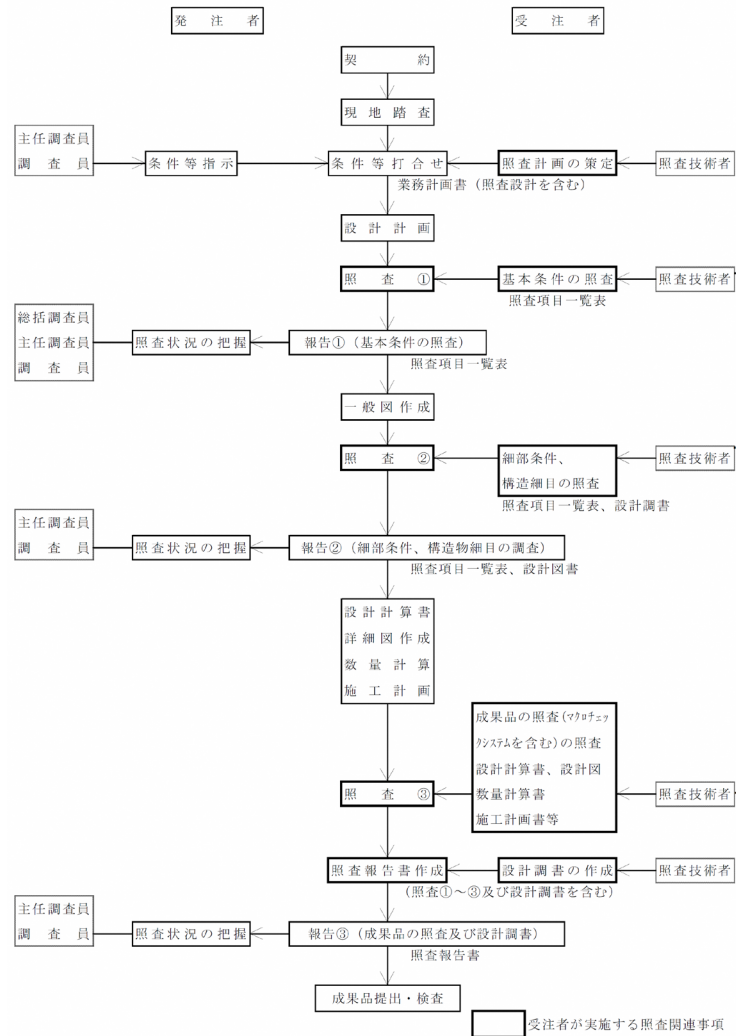 発注者
受注者
契約
現地踏査
主任調査員
調査員
条件等指示
条件等打合せ
照査計画の策定
照査技術者
業務計画書（照査設計を含む）
設計計画
照査①
基本条件の照査
照査技術者
照査項目一覧表
総括調査員
主任調査員
調査員
照査状況の把握
報告①（基本条件の照査）
照査項目一覧表
一般図作成
照査②
細部条件、
構造細目の照査
照査技術者
照査項目一覧表、設計調書
主任調査員
調査員
照査状況の把握
報告②（細部条件、構造物細目の調査）
照査項目一覧表、設計図書
設計計算書
詳細図作成
数量計算
施工計画
成果品の照査（マクロチェッ
クシステムを含む）の照査
設計計算書、設計図
数量計算書
施工計画書等
照査③
照査技術者
照査報告書作成
設計調書の作成
照査技術者
（照査①～③及び設計調書を含む）
主任調査員
調査員
照査状況の把握
報告③（成果品の照査及び設計調書）
照査報告書
成果品提出・検査
受注者が実施する照査関連事項